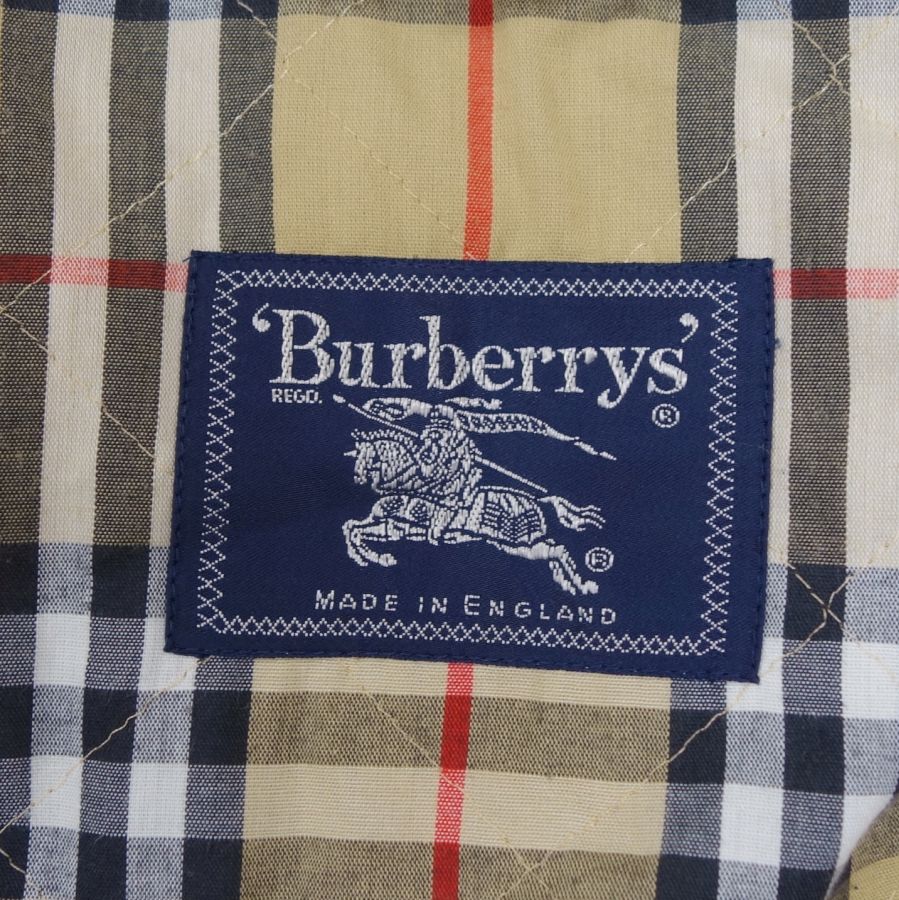 ‘Burberrys’
REGD. ®
®
MADE IN ENGLAND